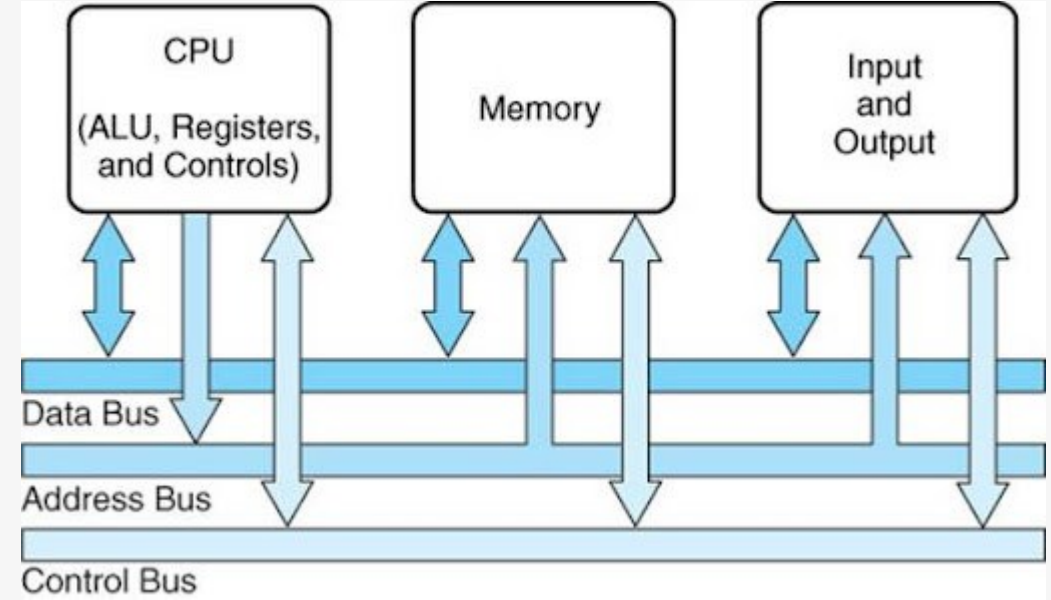 CPU
(ALU, Registers,
and Controls)
Memory
Input
and
Output
Data Bus
Address Bus
Control Bus